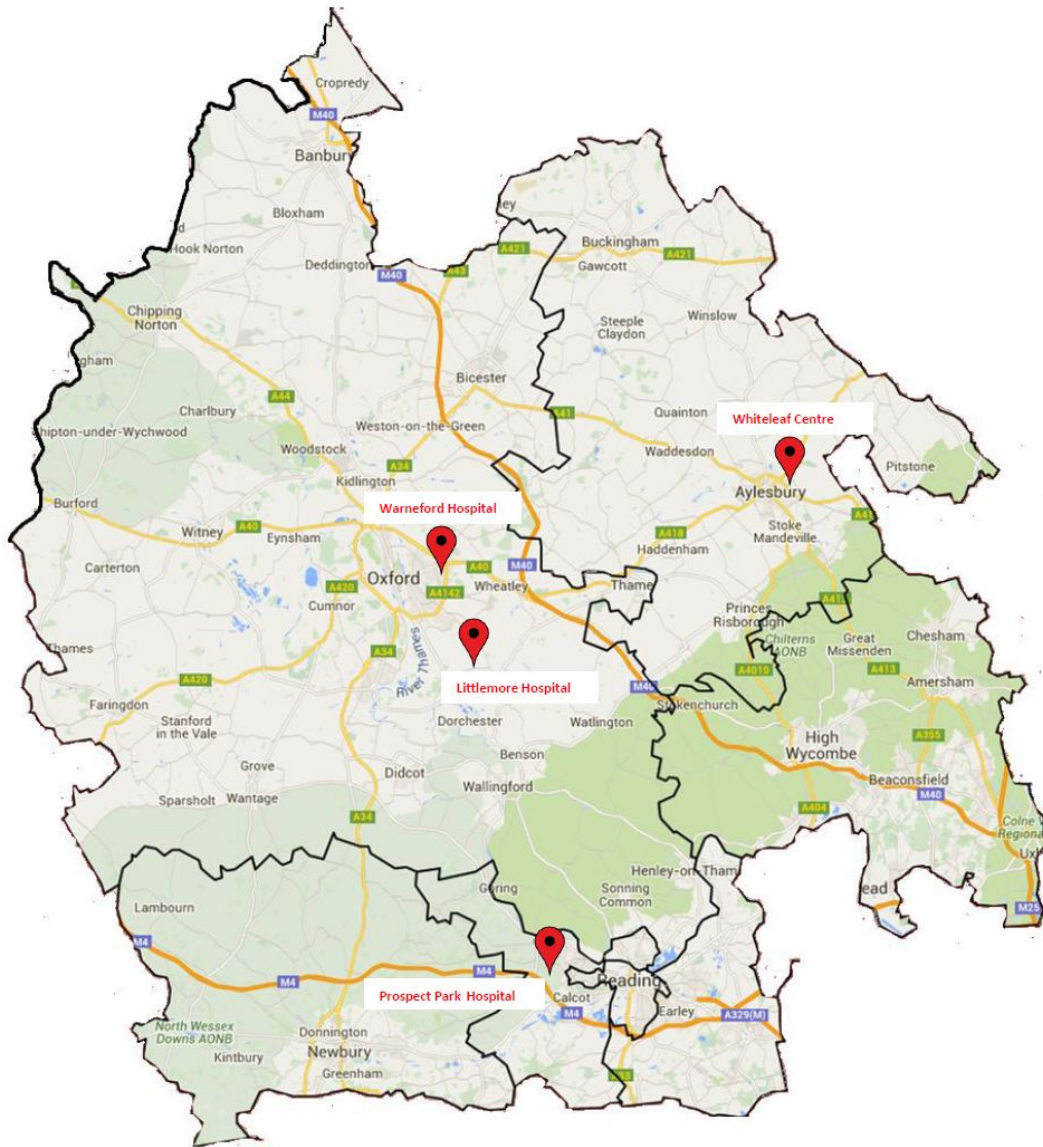 Cropredy
M40
Banbury
Bloxham
Hook Norton
Deddington
M40
A43
A421
Buckingham
A421
Gawcott
Chipping
Norton
Steeple
Claydon
Winslow
Bicester
A44
A41
Quainton
Whiteleaf Centre
Charlbury
Weston-on-the-Green
Shipton-under-Wychwood
Waddesdon
Woodstock
A34
Pitstone
Kidlington
Aylesbury
Burford
Warneford Hospital
Witney
A40
Eynsham
A418
Stoke
Mandeville
Haddenham
Carterton
Oxford
A40
M40
A420
A4142
Wheatley
Thame
Cumnor
Princes
Risborough
Chilterns
AONB
Great
Missenden
Chesham
River Thames
A34
A4010
A413
Amersham
A420
Littlemore Hospital
M40
Faringdon
Stanford
in the Vale
Dorchester
Watlington
Stokenchurch
High
Wycombe
A355
Benson
Grove
Didcot
Beaconsfield
M40
Sparsholt
Wantage
Wallingford
A404
A34
Goring
Sonning
Common
Lambourn
M25
M4
M4
M4
Reading
Prospect Park Hospital
Calcot
M4
Earley
A329(M)
North Wessex
Downs AONB
Donnington
Kintbury
Newbury
Greenham